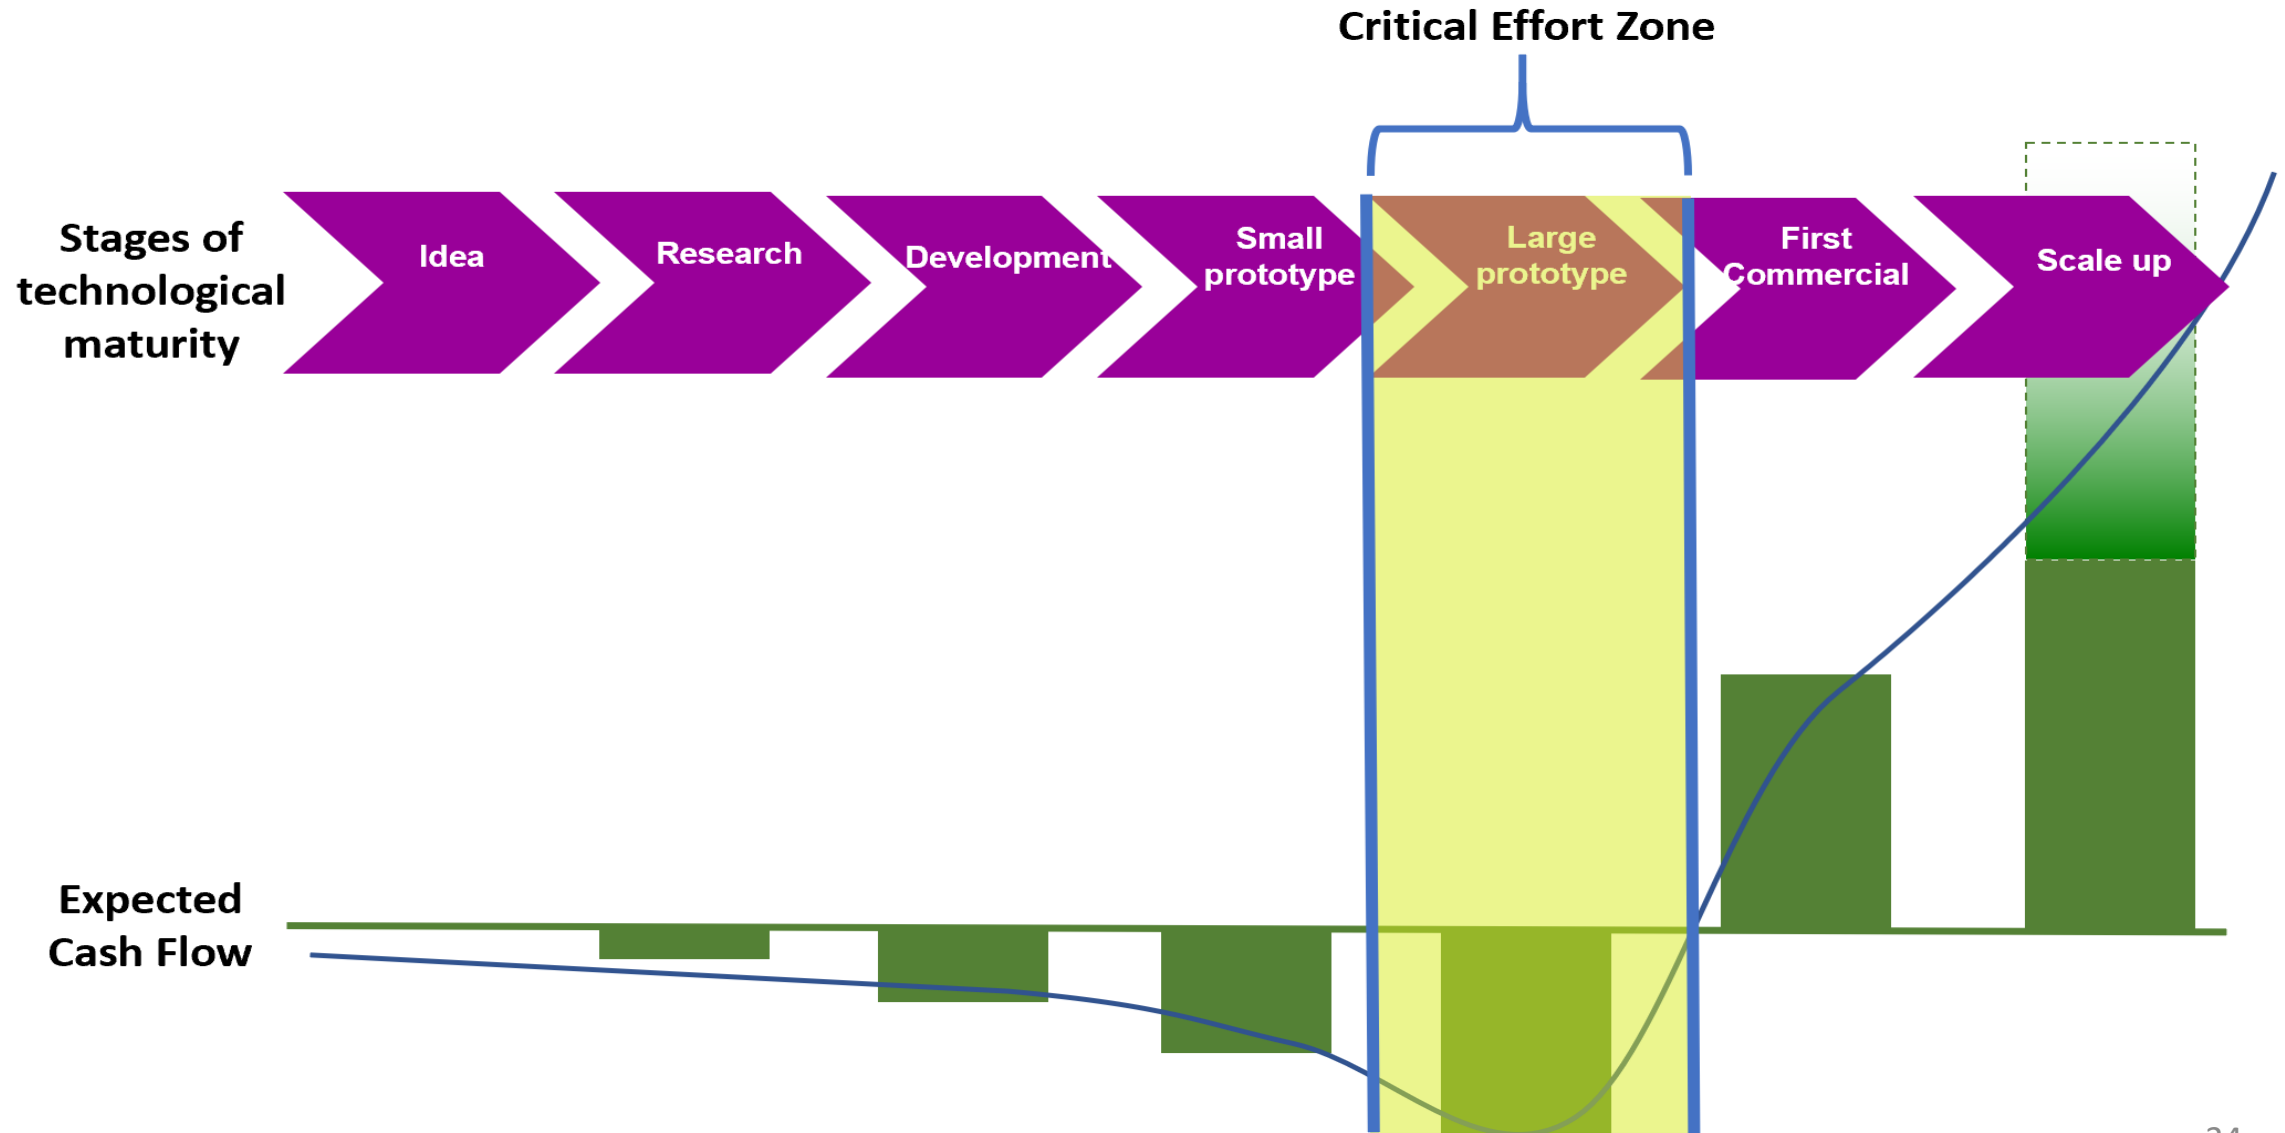 Critical Effort Zone
Stages of
technological
maturity
Idea
Research
Development
Small
prototype
Large
prototype
First
Commercial
Scale up
Expected
Cash Flow